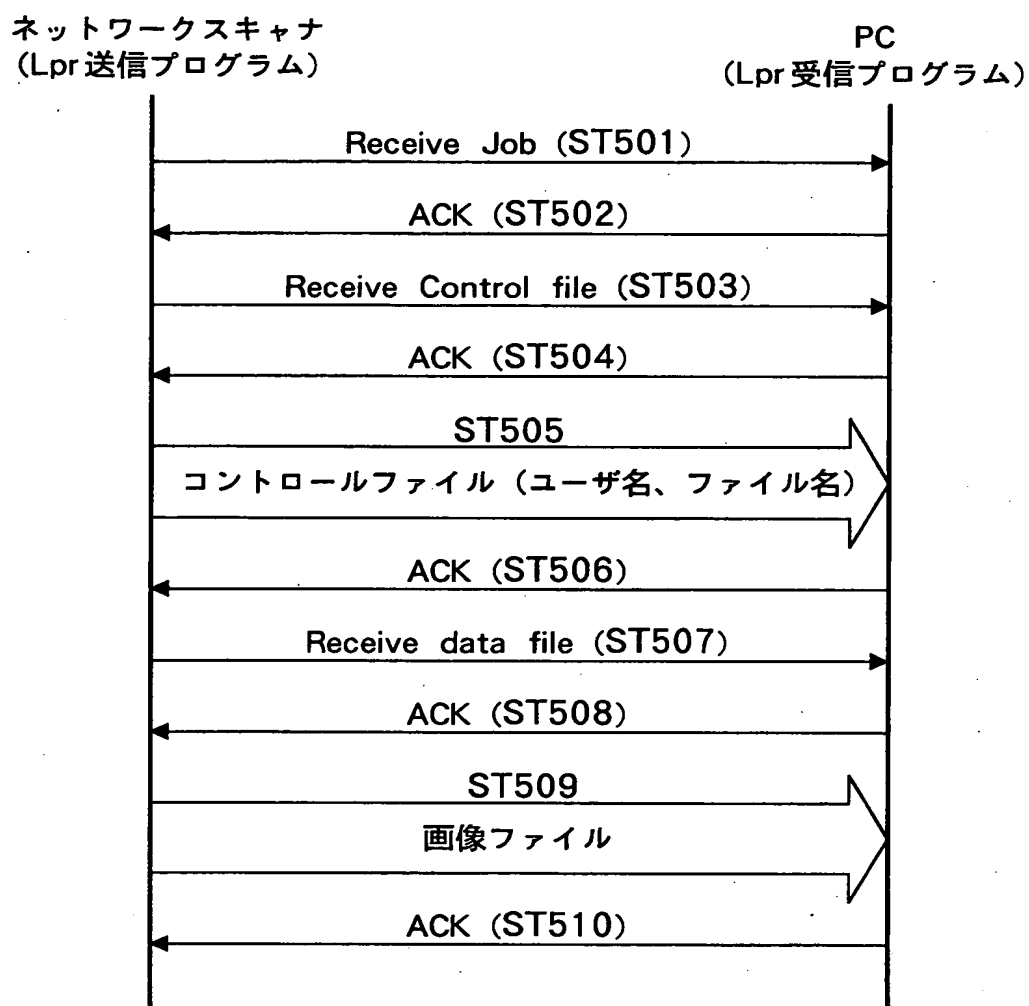 ネットワークスキャナ
(Lpr送信プログラム)
PC
(Lpr受信プログラム)
Receive Job (ST501)
ACK (ST502)
Receive Control file (ST503)
ACK (ST504)
ST505
コントロールファイル (ユーザ名、ファイル名)
ACK (ST506)
Receive data file (ST507)
ACK (ST508)
ST509
画像ファイル
ACK (ST510)